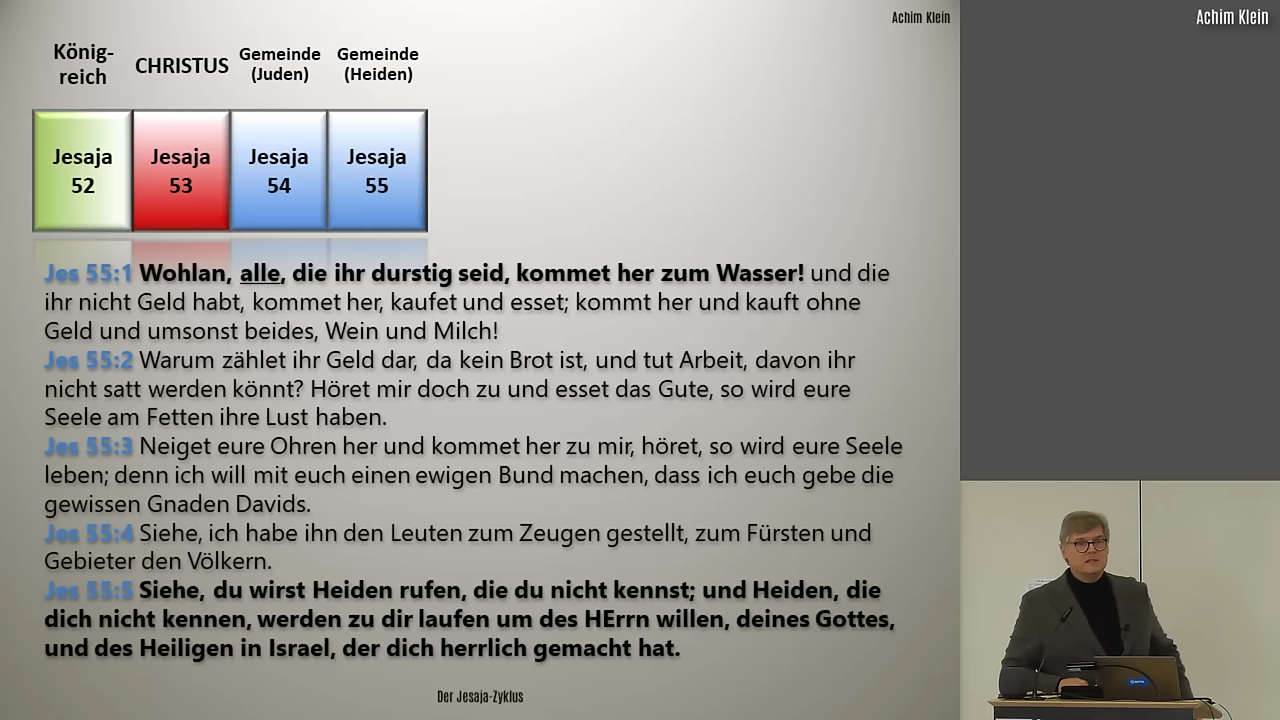 Achim Klein
Achim Klein
König-
reich
CHRISTUS
Gemeinde
(Juden)
Gemeinde
(Heiden)
Jesaja
52
Jesaja
53
Jesaja
54
Jesaja
55
Jes 55:1 Wohlan, alle, die ihr durstig seid, kommet her zum Wasser! und die
ihr nicht Geld habt, kommet her, kaufet und esset; kommt her und kauft ohne
Geld und umsonst beides, Wein und Milch!
Jes 55:2 Warum zählet ihr Geld dar, da kein Brot ist, und tut Arbeit, davon ihr
nicht satt werden könnt? Höret mir doch zu und esset das Gute, so wird eure
Seele am Fetten ihre Lust haben.
Jes 55:3 Neiget eure Ohren her und kommet her zu mir, höret, so wird eure Seele
leben; denn ich will mit euch einen ewigen Bund machen, dass ich euch gebe die
gewissen Gnaden Davids.
Jes 55:4 Siehe, ich habe ihn den Leuten zum Zeugen gestellt, zum Fürsten und
Gebieter den Völkern.
Jes 55:5 Siehe, du wirst Heiden rufen, die du nicht kennst; und Heiden, die
dich nicht kennen, werden zu dir laufen um des HErrn willen, deines Gottes,
und des Heiligen in Israel, der dich herrlich gemacht hat.
Der Jesaja-Zyklus